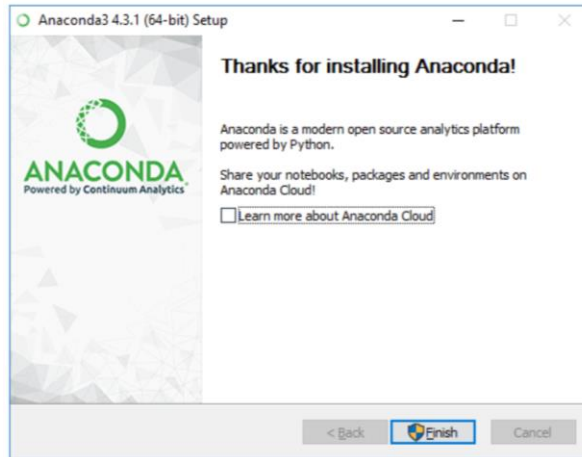 Anaconda3 4.3.1 (64-bit) Setup
Thanks for installing Anaconda!
Anaconda is a modern open source analytics platform
powered by Python.
Share your notebooks, packages and environments on
Anaconda Cloud!
Learn more about Anaconda Cloud
ANACONDA
Powered by Continuum Analytics
< Back
Finish
Cancel